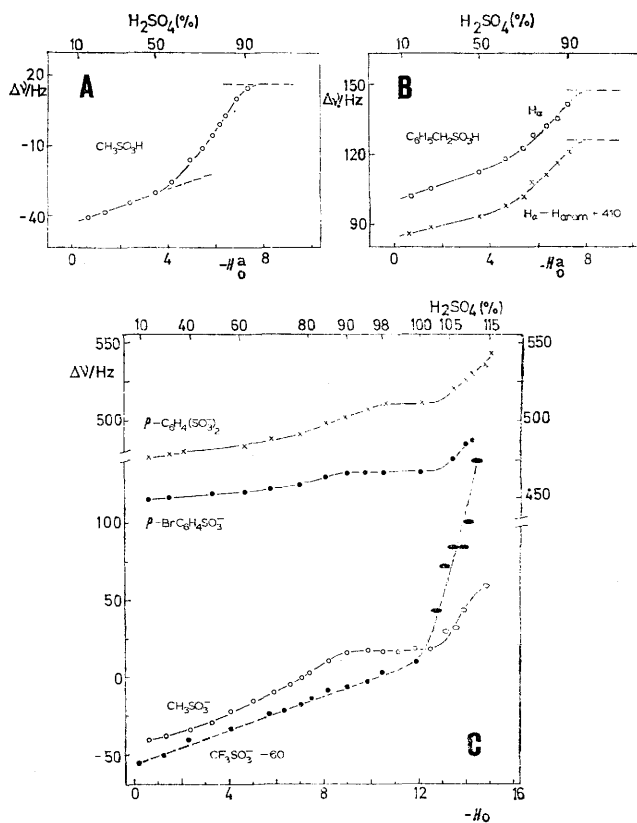 H₂SO₄(%)
10 50 90
20
Δν/Hz
A
-10
CH₃SO₃H
-40
0 4 8
-H₀ᵃ
H₂SO₄(%)
10 50 90
150
Δν/Hz
B
Hα
C₆H₅CH₂SO₃H
120
Hα - Harom + 410
90
0 4 8
-H₀ᵃ
H₂SO₄(%)
10 40 60 80 90 98 100 105 115
550 550
Δν/Hz
500 500
p-C₆H₄(SO₃⁻)₂
450
p-BrC₆H₄SO₃⁻
100
50
0
CH₃SO₃⁻
CF₃SO₃⁻ -60
C
-50
0 4 8 12 16
-H₀